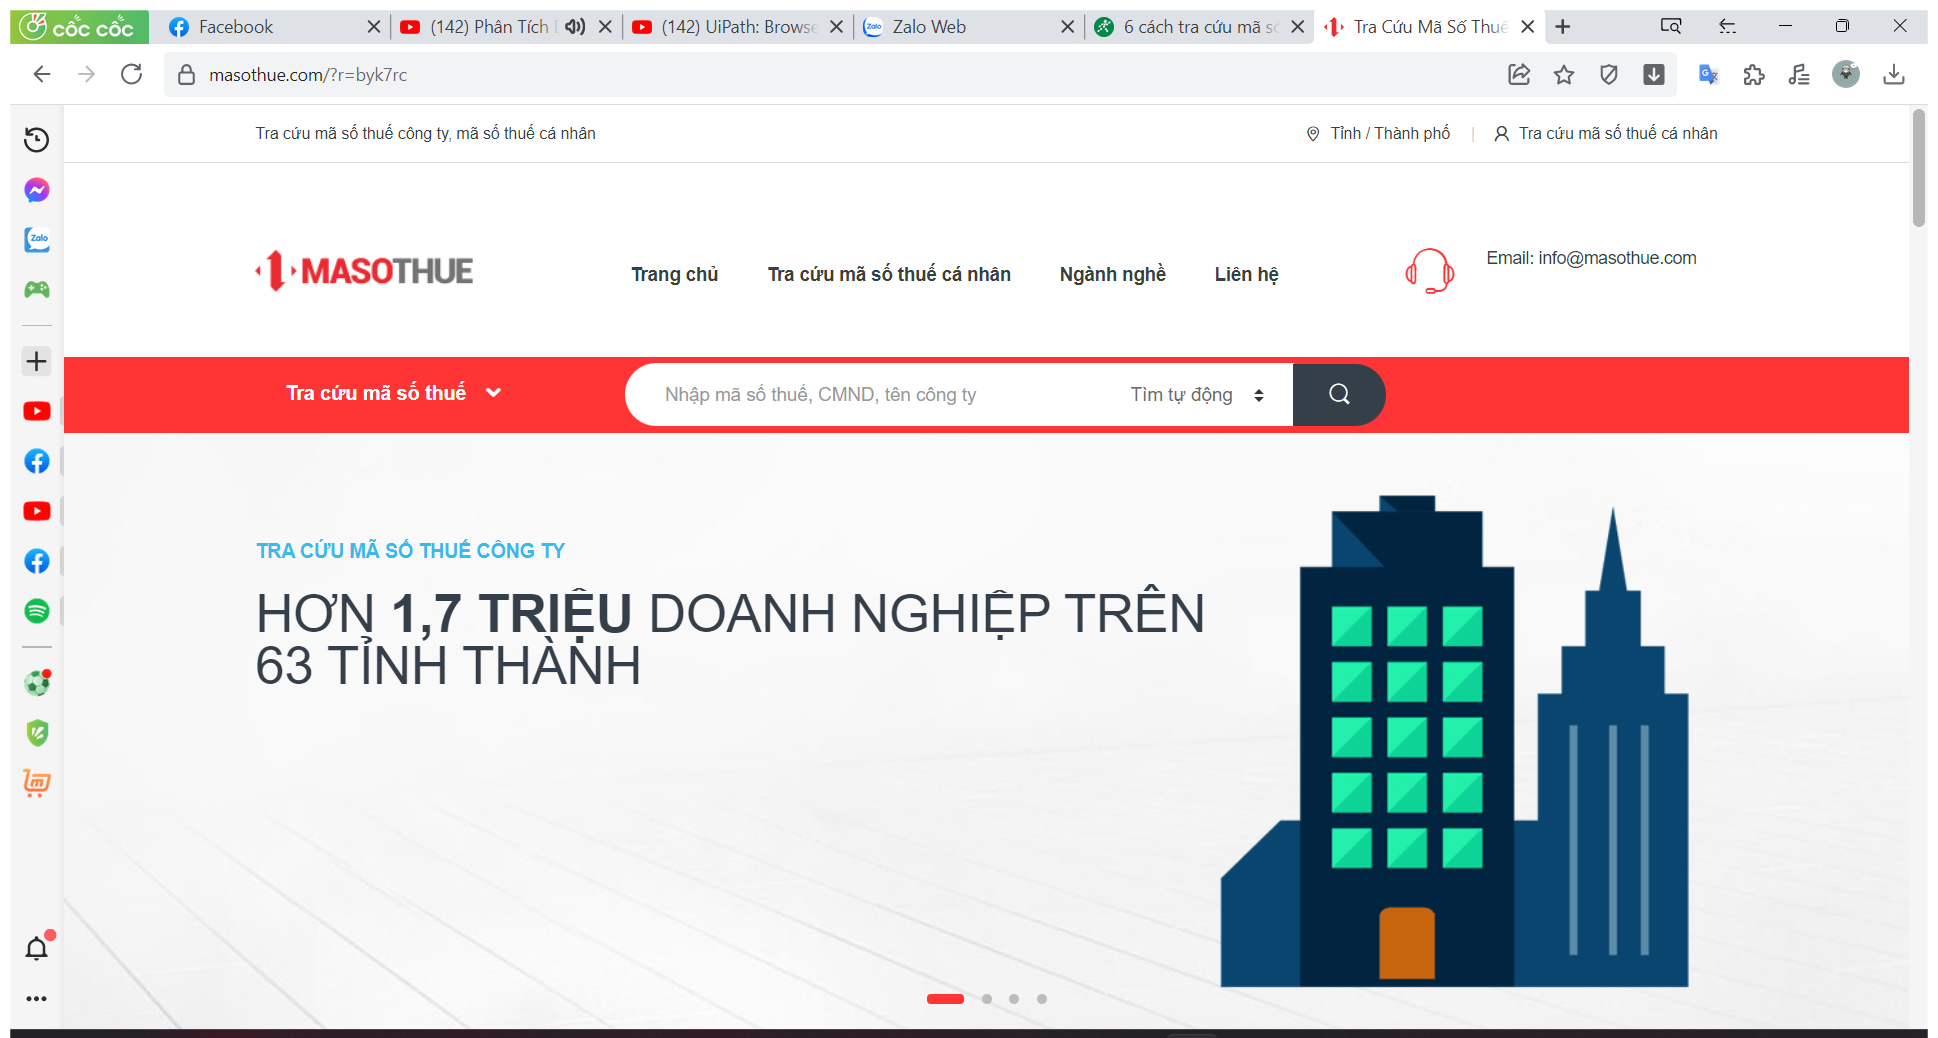 cốc cốc
Facebook
(142) Phân Tích
(142) UiPath: Browse
Zalo Web
6 cách tra cứu mã số
Tra Cứu Mã Số Thuế
masothue.com/?r=byk7rc
Tra cứu mã số thuế công ty, mã số thuế cá nhân
Tỉnh / Thành phố
Tra cứu mã số thuế cá nhân
Zalo
MASOTHUE
Trang chủ
Tra cứu mã số thuế cá nhân
Ngành nghề
Liên hệ
Email: info@masothue.com
Tra cứu mã số thuế
Nhập mã số thuế, CMND, tên công ty
Tìm tự động
TRA CỨU MÃ SỐ THUẾ CÔNG TY
HƠN 1,7 TRIỆU DOANH NGHIỆP TRÊN
63 TỈNH THÀNH